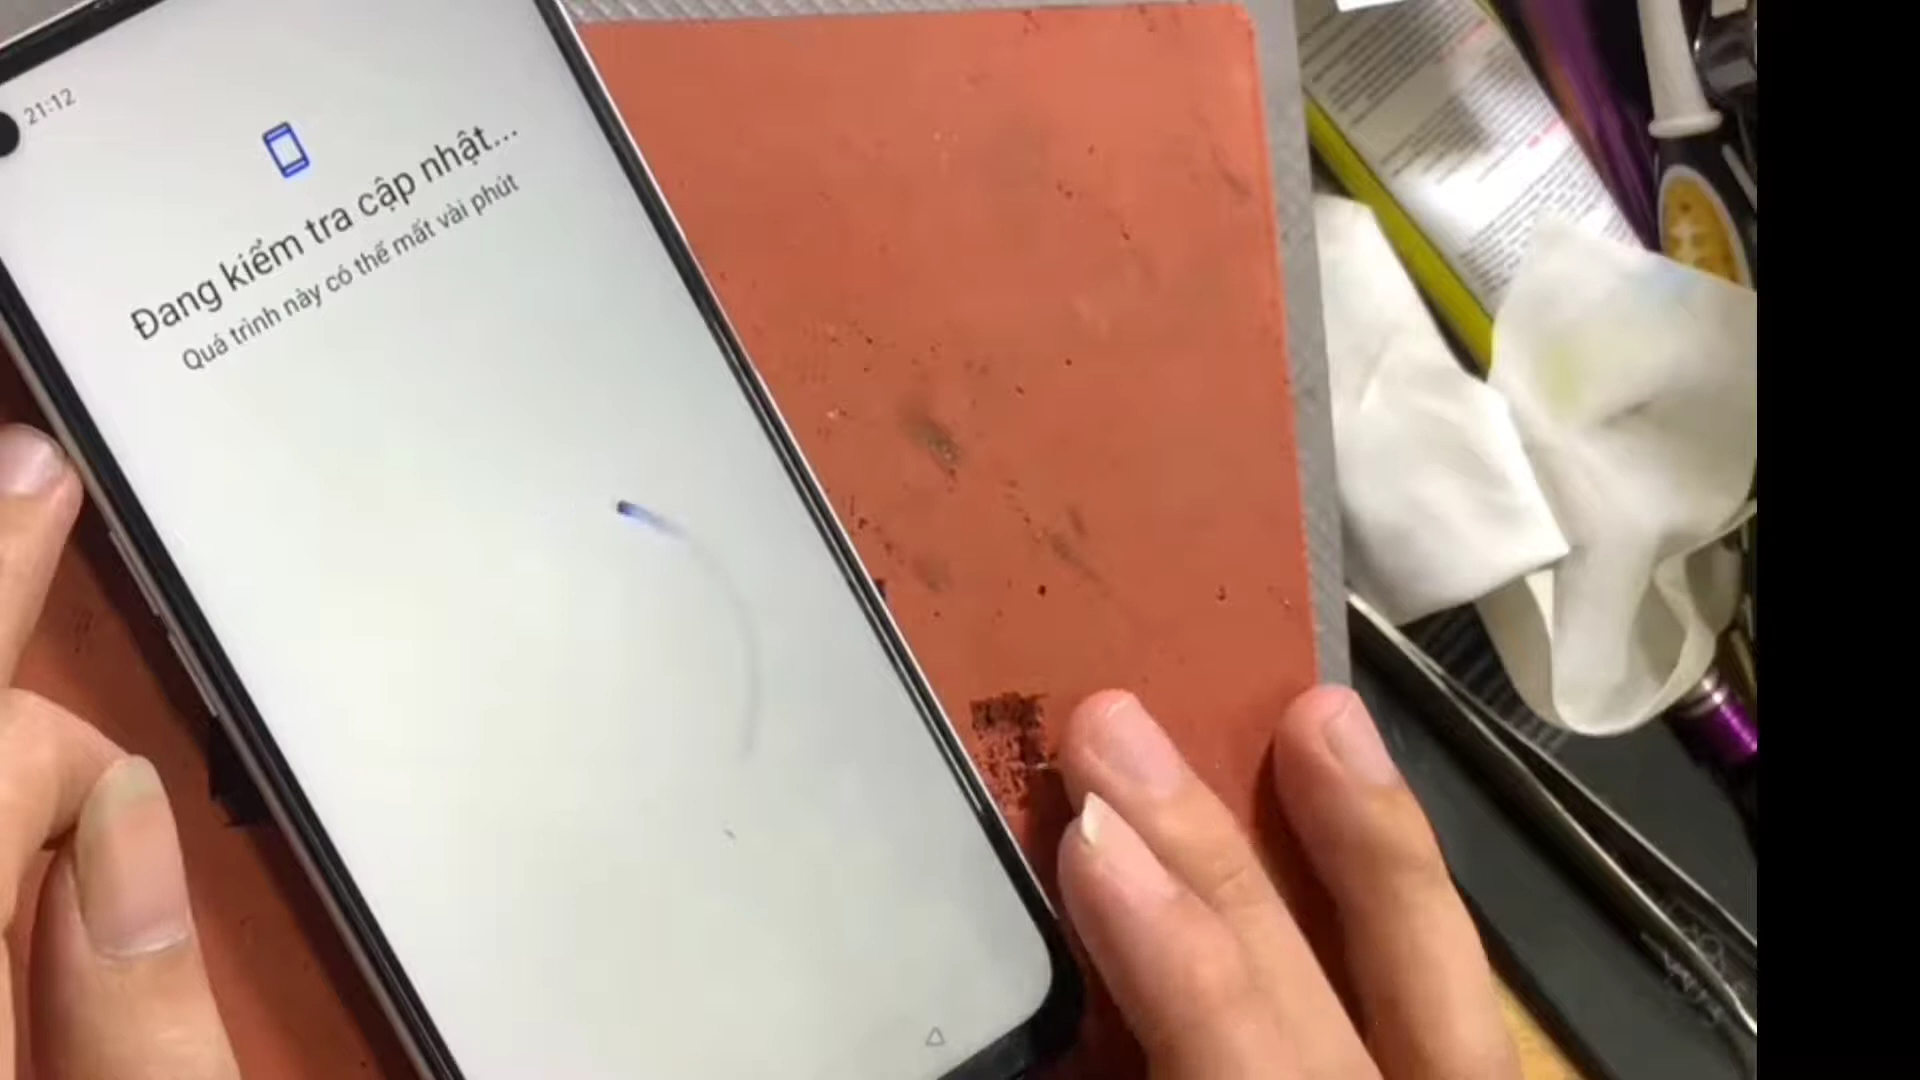 21:12
Đang kiểm tra cập nhật...
Quá trình này có thể mất vài phút